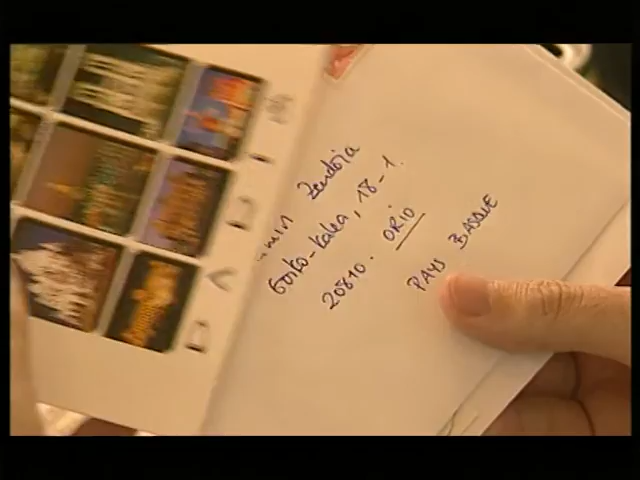 Zendoia
Goiko-kalea, 18-1.
20810. ORIO
PAYS BASQUE